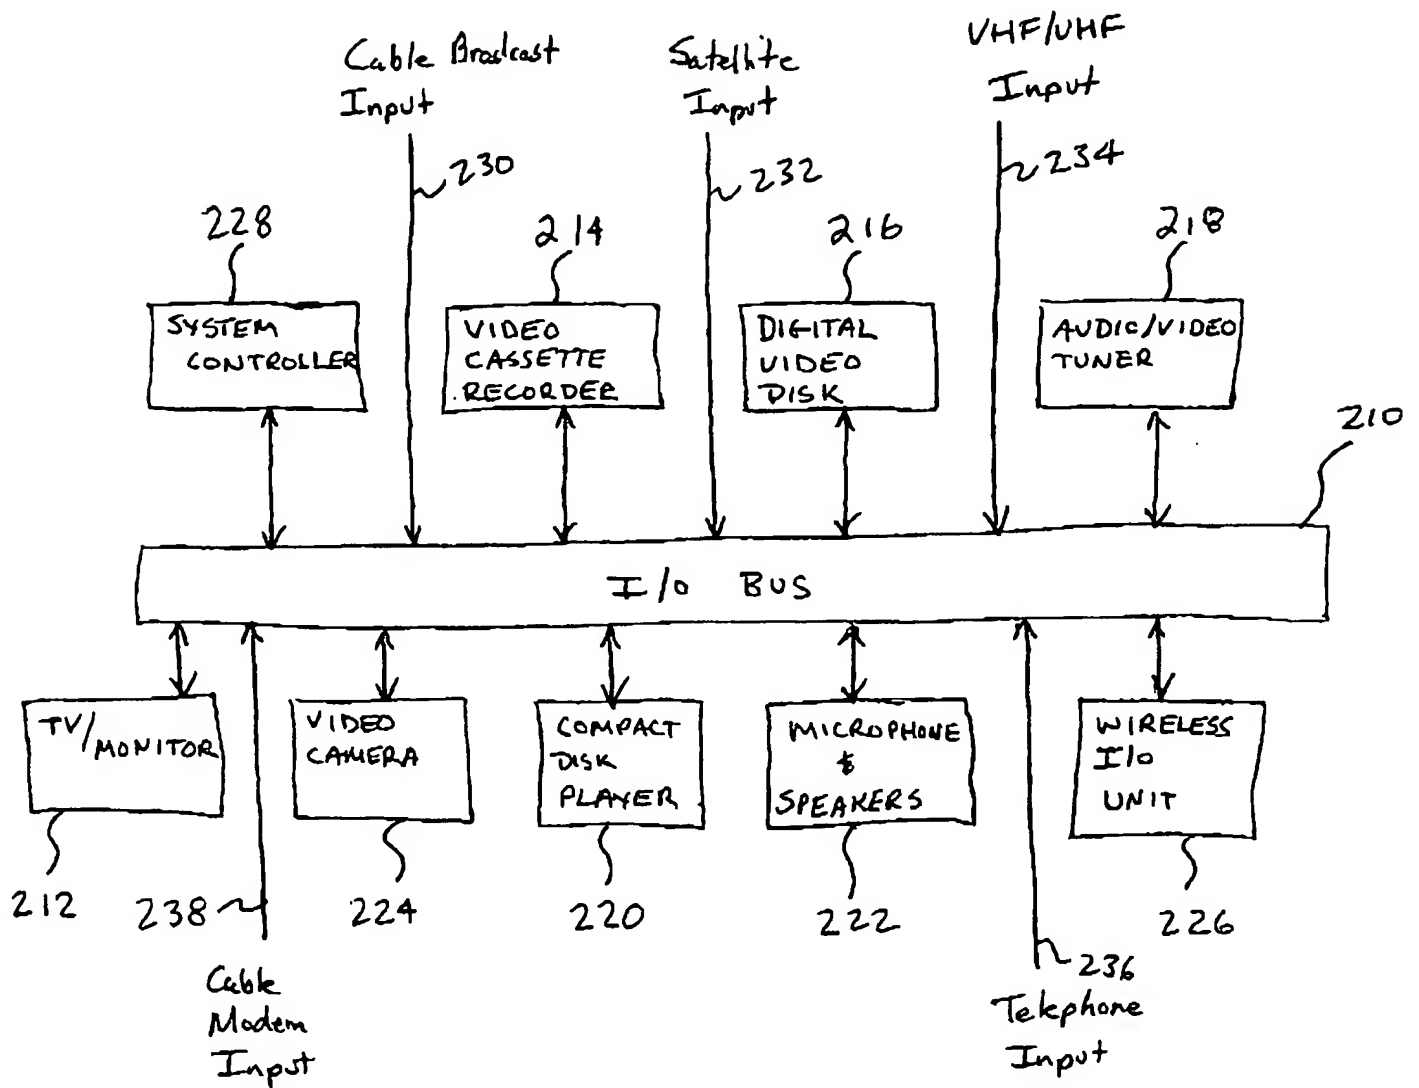 Cable Broadcast
Input
Satellite
Input
VHF/UHF
Input
230
232
234
228
214
216
218
SYSTEM
CONTROLLER
VIDEO
CASSETTE
RECORDER
DIGITAL
VIDEO
DISK
AUDIO/VIDEO
TUNER
210
I/O BUS
TV/
MONITOR
VIDEO
CAMERA
COMPACT
DISK
PLAYER
MICROPHONE
&
SPEAKERS
WIRELESS
I/O
UNIT
212
238
224
220
222
236
226
Cable
Modem
Input
Telephone
Input